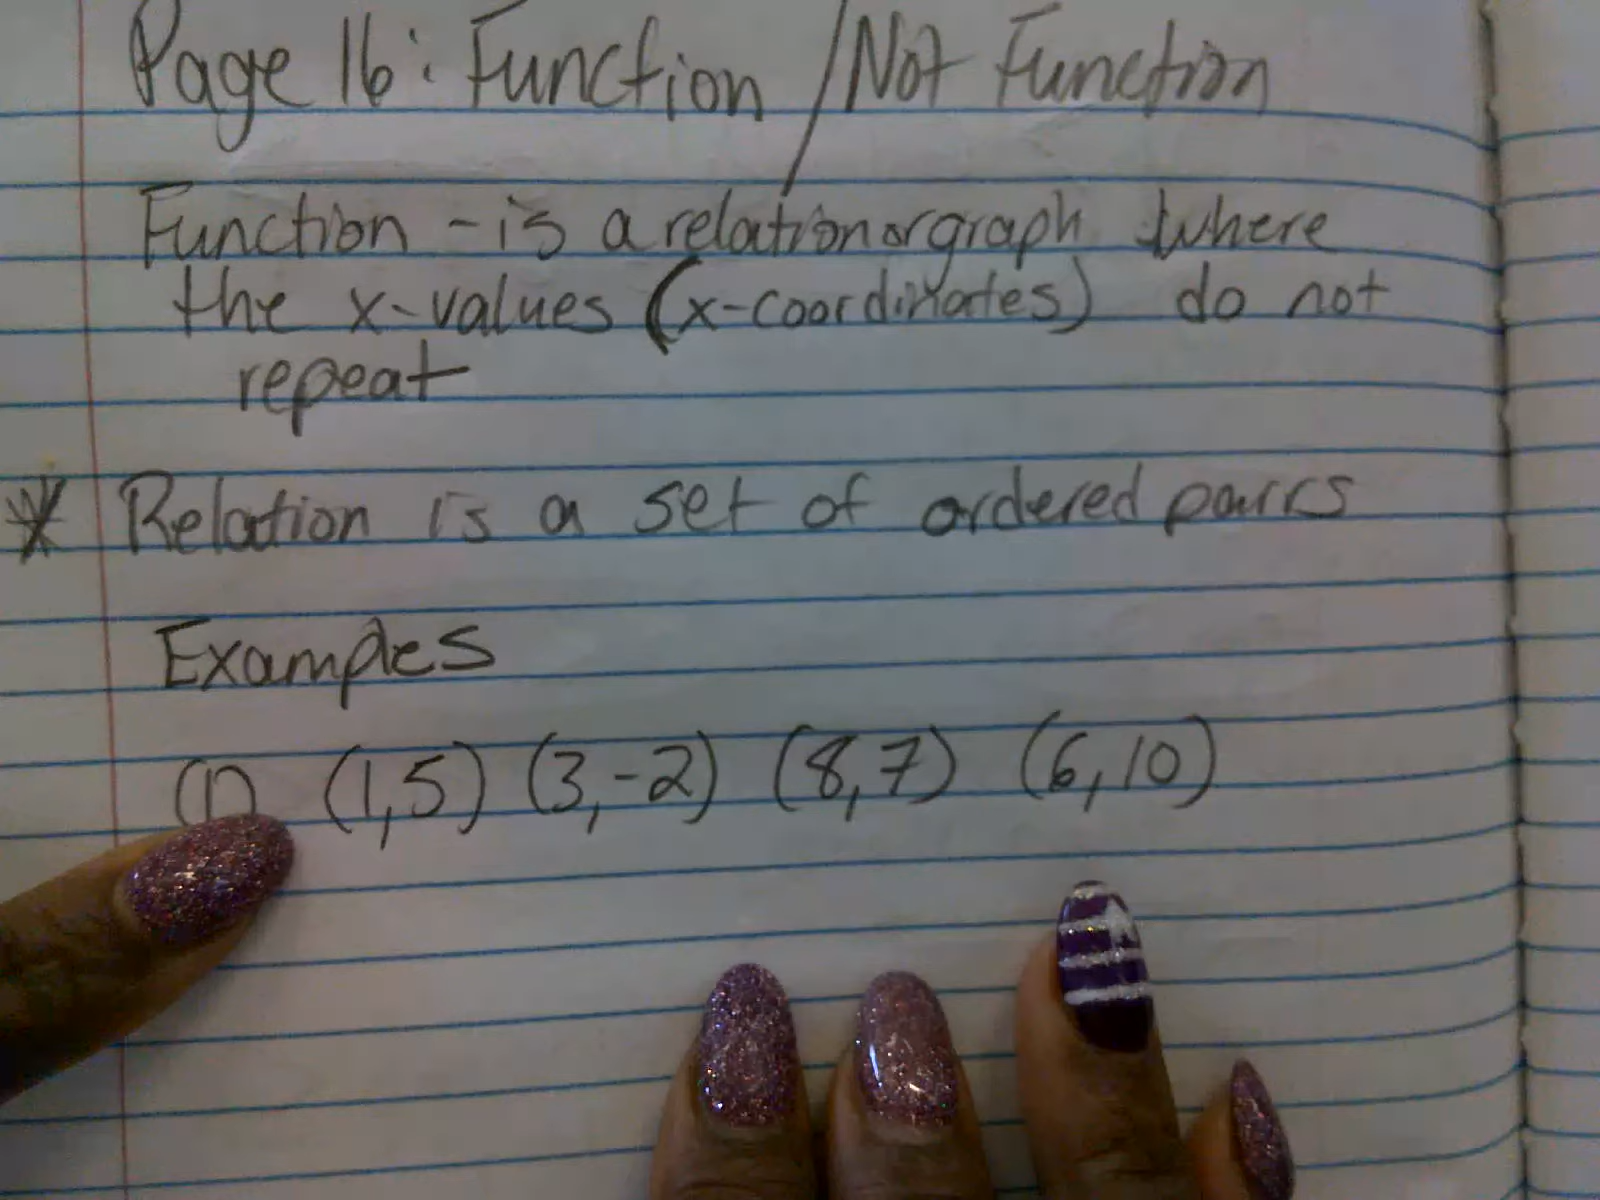 Page 16: Function / Not Function
Function - is a relation or graph where
the x-values (x-coordinates) do not
repeat
* Relation is a set of ordered pairs
Examples
(1) (1,5) (3,-2) (8,7) (6,10)